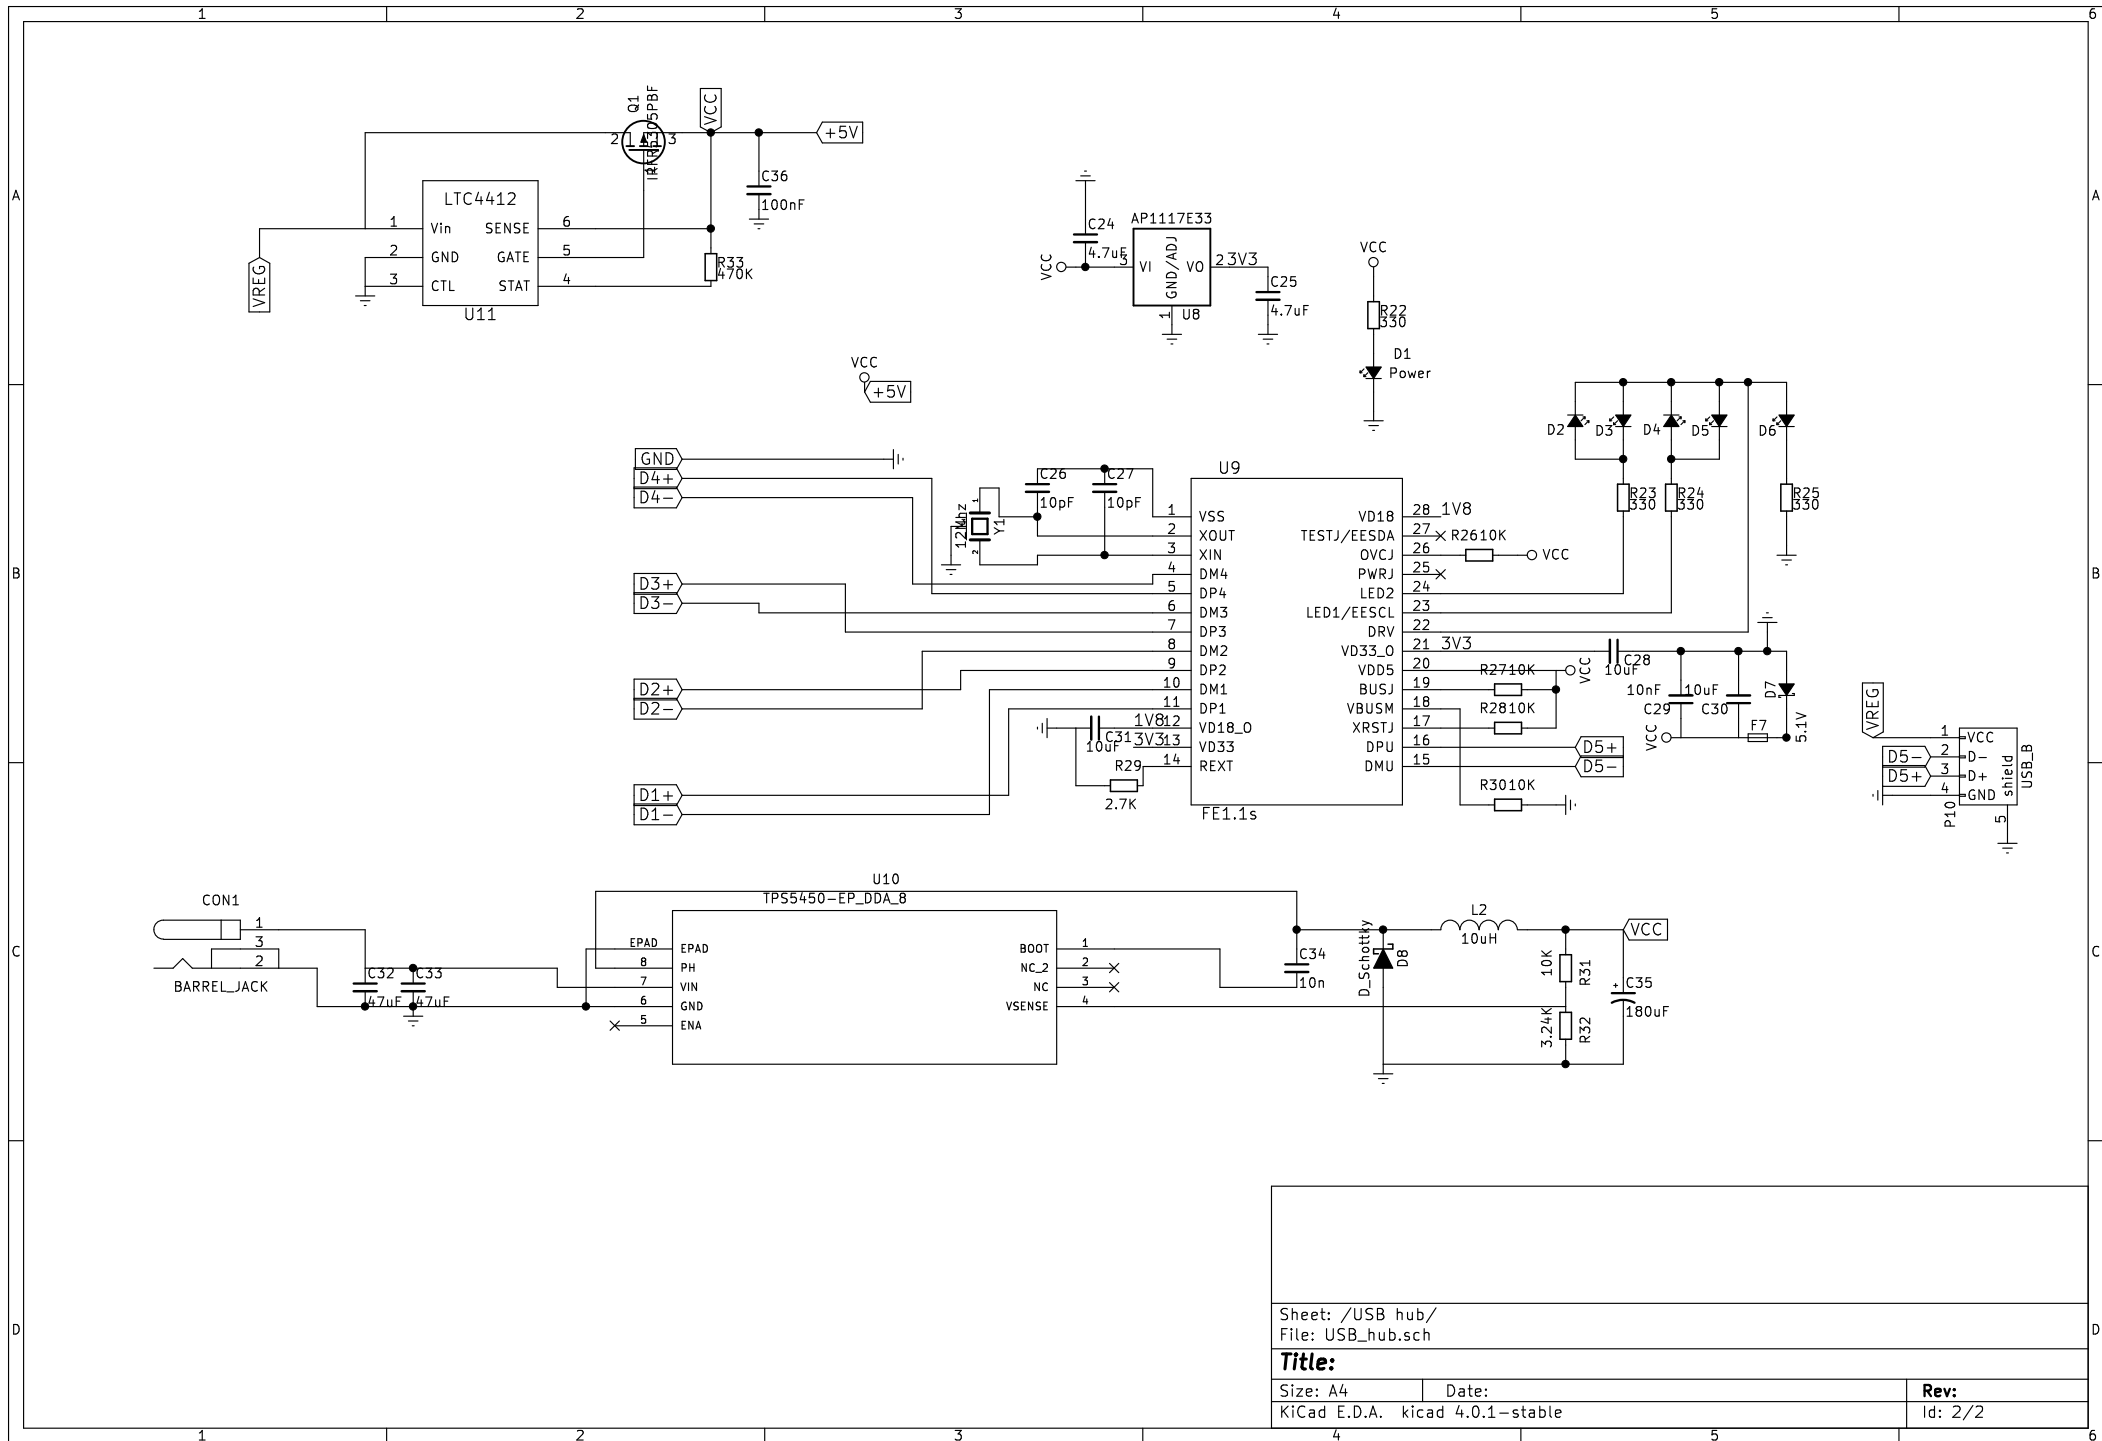 1 2 3 4 5 6
A A
B B
C C
D D
Q1
IRFR5305PBF
2 3
VCC
+5V
C36
100nF
LTC4412
1 Vin SENSE 6
2 GND GATE 5
3 CTL STAT 4
U11
VREG
R33
470K
C24
4.7uF
AP1117E33
VCC
3 VI GND/ADJ VO 2 3V3
1 U8
C25
4.7uF
VCC
R22
330
D1
Power
VCC
+5V
D2 D3 D4 D5 D6
R23
330
R24
330
R25
330
GND
D4+
D4-
D3+
D3-
D2+
D2-
D1+
D1-
C26
10pF
C27
10pF
12Mhz
1
2
Y1
U9
1 VSS VD18 28 1V8
2 XOUT TESTJ/EESDA 27
3 XIN OVCJ 26
4 DM4 PWRJ 25
5 DP4 LED2 24
6 DM3 LED1/EESCL 23
7 DP3 DRV 22
8 DM2 VD33_O 21 3V3
9 DP2 VDD5 20
10 DM1 BUSJ 19
11 DP1 VBUSM 18
1V8 12 VD18_O XRSTJ 17
3V3 13 VD33 DPU 16
14 REXT DMU 15
FE1.1s
R26 10K
VCC
R27 10K
VCC
R28 10K
D5+
D5-
R30 10K
C31
10uF
R29
2.7K
C28
10uF
10nF
C29
10uF
C30
D7
5.1V
VCC
F7
VREG
1 VCC
D5- 2 D-
D5+ 3 D+
4 GND
shield
USB_B
P10
5
CON1
1
3
2
BARREL_JACK
C32
47uF
C33
47uF
U10
TPS5450-EP_DDA_8
EPAD EPAD BOOT 1
8 PH NC_2 2
7 VIN NC 3
6 GND VSENSE 4
5 ENA
C34
10n
D_Schottky
D8
L2
10uH
VCC
10K
R31
3.24K
R32
+
C35
180uF
Sheet: /USB hub/
File: USB_hub.sch
Title:
Size: A4 Date: Rev:
KiCad E.D.A. kicad 4.0.1-stable Id: 2/2
1 2 3 4 5 6